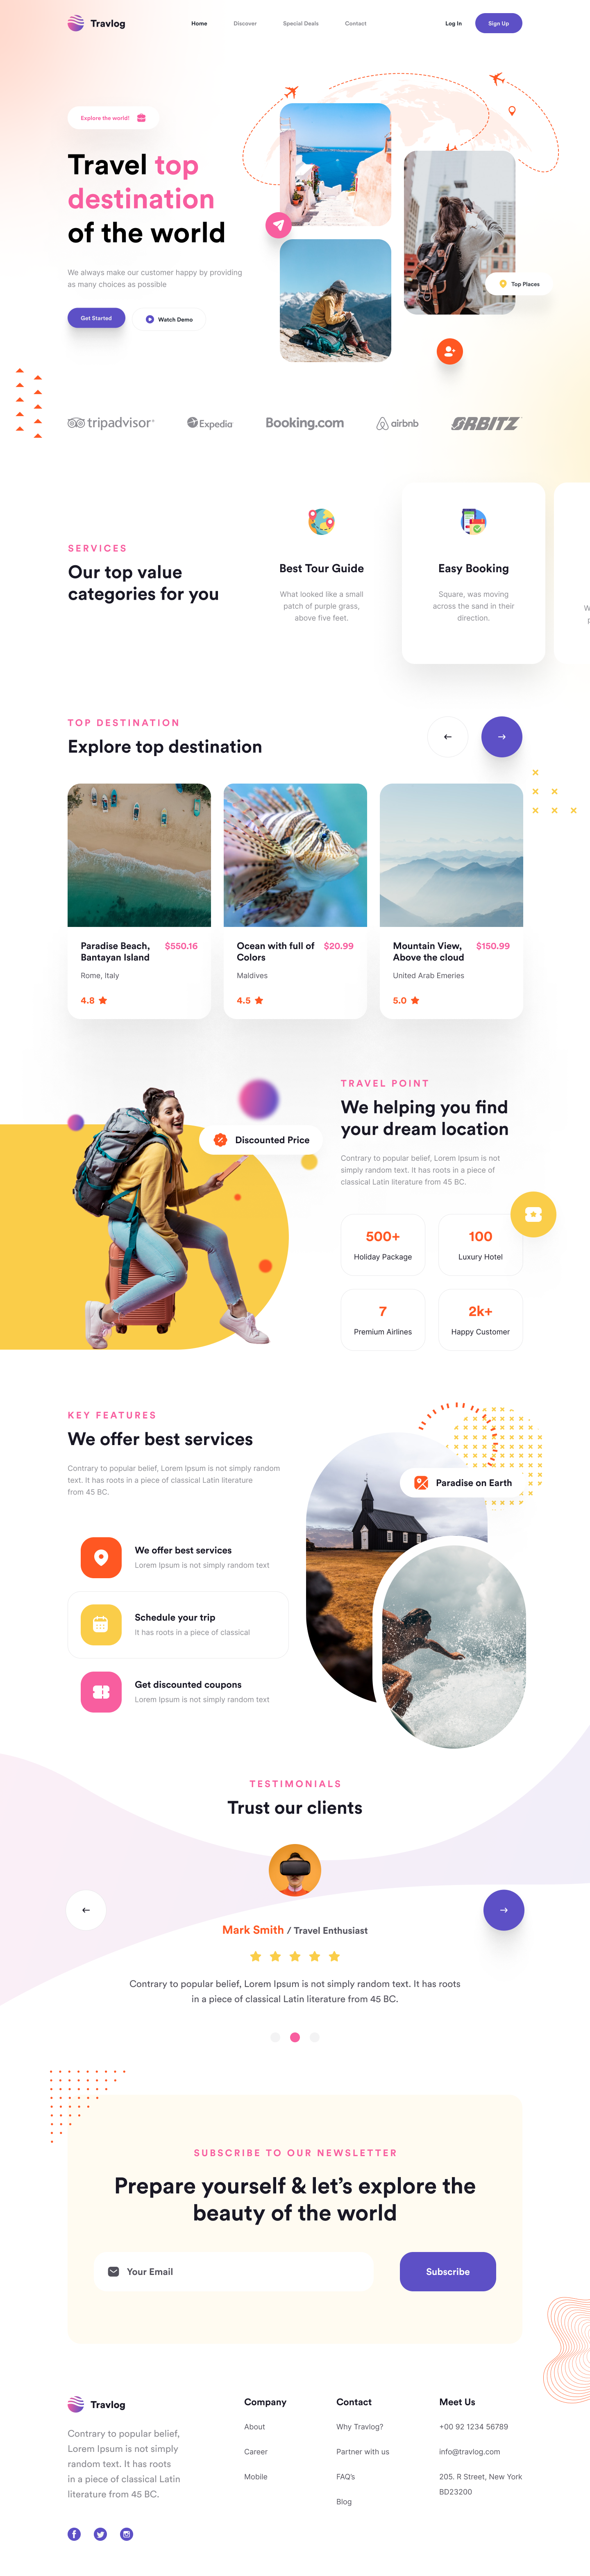 Travlog
Home
Discover
Special Deals
Contact
Log In
Sign Up
Explore the world!
Travel top
destination
of the world
We always make our customer happy by providing
as many choices as possible
Get Started
Watch Demo
Top Places
tripadvisor®
Expedia
Booking.com
airbnb
ORBITZ
SERVICES
Our top value
categories for you
Best Tour Guide
What looked like a small
patch of purple grass,
above five feet.
Easy Booking
Square, was moving
across the sand in their
direction.
TOP DESTINATION
Explore top destination
Paradise Beach,
Bantayan Island
$550.16
Rome, Italy
4.8
Ocean with full of
Colors
$20.99
Maldives
4.5
Mountain View,
Above the cloud
$150.99
United Arab Emeries
5.0
Discounted Price
TRAVEL POINT
We helping you find
your dream location
Contrary to popular belief, Lorem Ipsum is not
simply random text. It has roots in a piece of
classical Latin literature from 45 BC.
500+
Holiday Package
100
Luxury Hotel
7
Premium Airlines
2k+
Happy Customer
KEY FEATURES
We offer best services
Contrary to popular belief, Lorem Ipsum is not simply random
text. It has roots in a piece of classical Latin literature
from 45 BC.
We offer best services
Lorem Ipsum is not simply random text
Schedule your trip
It has roots in a piece of classical
Get discounted coupons
Lorem Ipsum is not simply random text
Paradise on Earth
TESTIMONIALS
Trust our clients
Mark Smith / Travel Enthusiast
Contrary to popular belief, Lorem Ipsum is not simply random text. It has roots
in a piece of classical Latin literature from 45 BC.
SUBSCRIBE TO OUR NEWSLETTER
Prepare yourself & let’s explore the
beauty of the world
Your Email
Subscribe
Travlog
Contrary to popular belief,
Lorem Ipsum is not simply
random text. It has roots
in a piece of classical Latin
literature from 45 BC.
Company
About
Career
Mobile
Contact
Why Travlog?
Partner with us
FAQ’s
Blog
Meet Us
+00 92 1234 56789
info@travlog.com
205. R Street, New York
BD23200